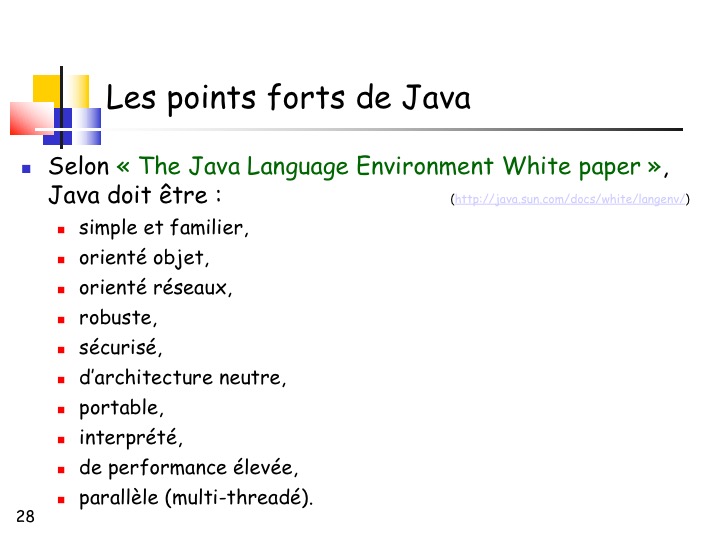 Les points forts de Java
Selon « The Java Language Environment White paper »,
Java doit être :
(http://java.sun.com/docs/white/langenv/)
simple et familier,
orienté objet,
orienté réseaux,
robuste,
sécurisé,
d’architecture neutre,
portable,
interprété,
de performance élevée,
parallèle (multi-threadé).
28